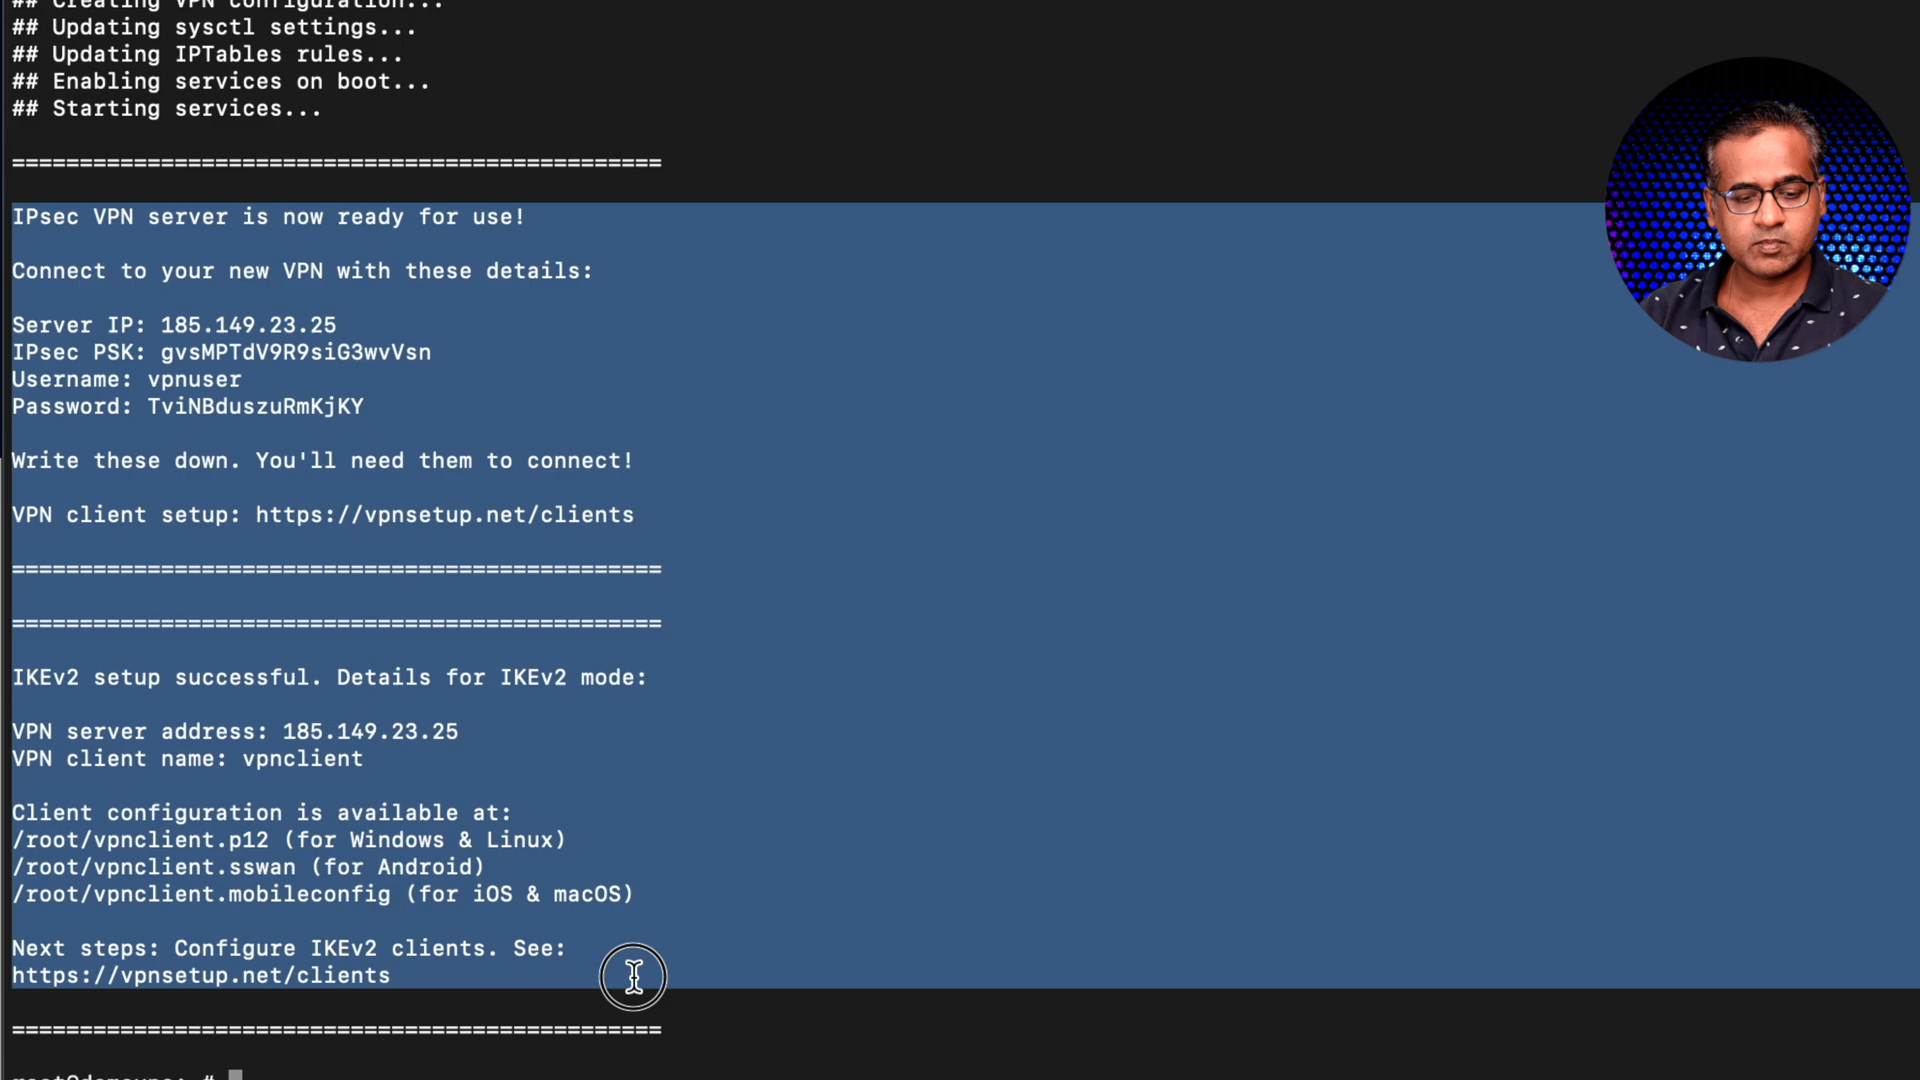 ## Creating VPN configuration...
## Updating sysctl settings...
## Updating IPTables rules...
## Enabling services on boot...
## Starting services...
================================================
IPsec VPN server is now ready for use!
Connect to your new VPN with these details:
Server IP: 185.149.23.25
IPsec PSK: gvsMPTdV9R9siG3wvVsn
Username: vpnuser
Password: TviNBduszuRmKjKY
Write these down. You'll need them to connect!
VPN client setup: https://vpnsetup.net/clients
================================================
================================================
IKEv2 setup successful. Details for IKEv2 mode:
VPN server address: 185.149.23.25
VPN client name: vpnclient
Client configuration is available at:
/root/vpnclient.p12 (for Windows & Linux)
/root/vpnclient.sswan (for Android)
/root/vpnclient.mobileconfig (for iOS & macOS)
Next steps: Configure IKEv2 clients. See:
https://vpnsetup.net/clients
================================================